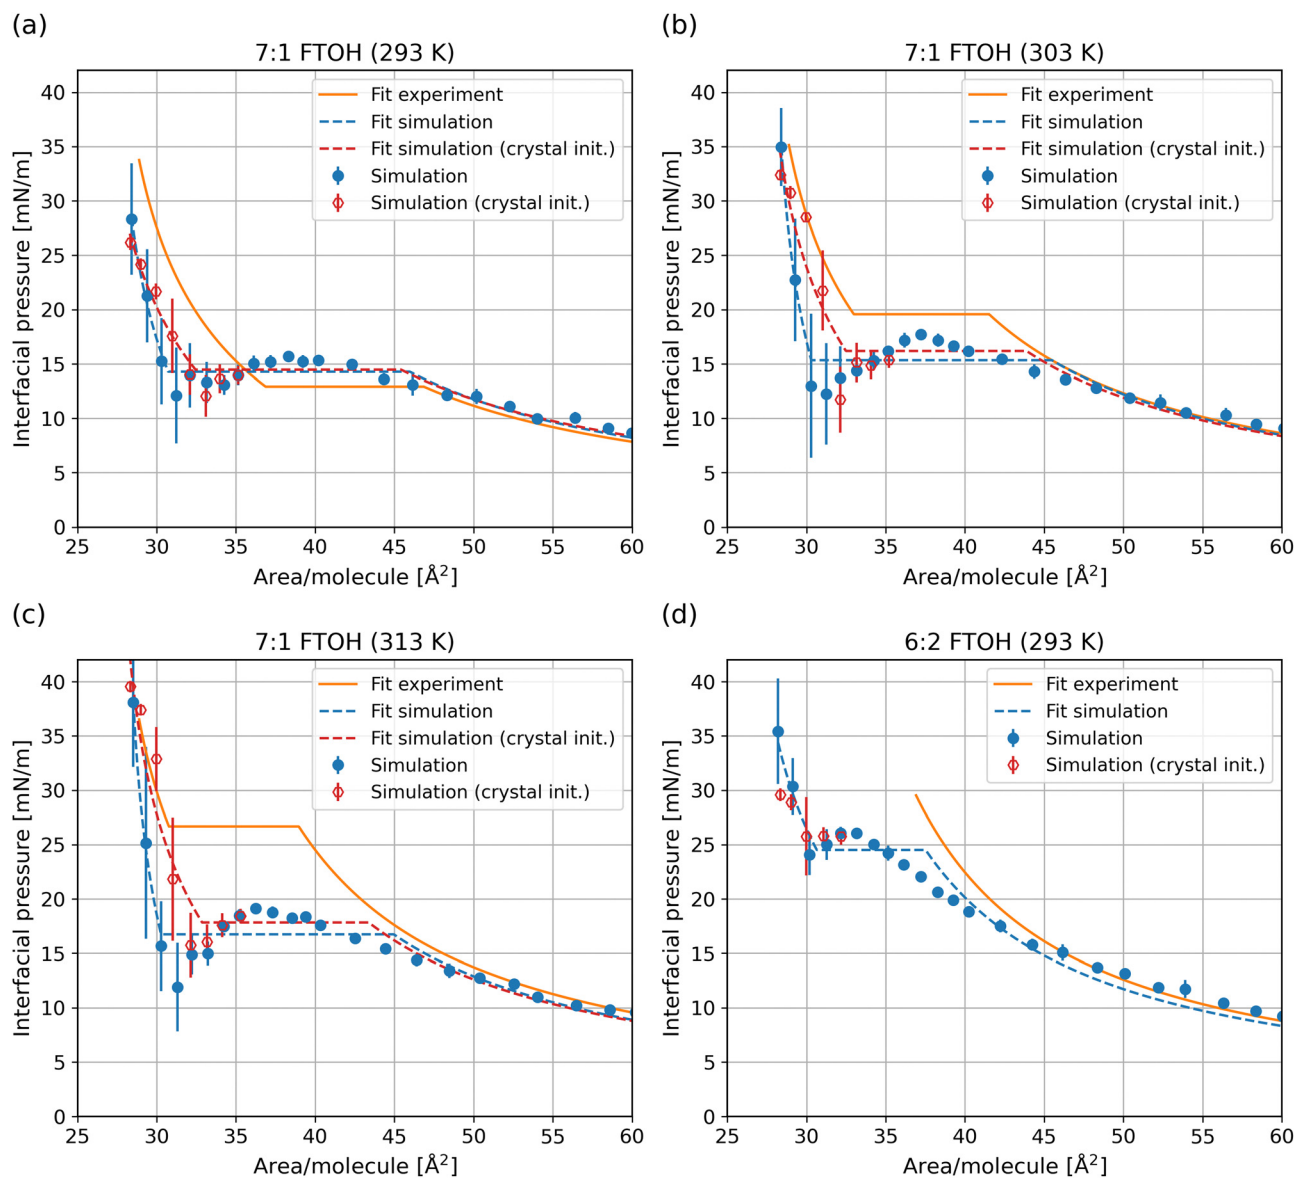 (a)
7:1 FTOH (293 K)
Fit experiment
Fit simulation
Fit simulation (crystal init.)
Simulation
Simulation (crystal init.)
Interfacial pressure [mN/m]
40
35
30
25
20
15
10
5
0
25 30 35 40 45 50 55 60
Area/molecule [Å²]
(b)
7:1 FTOH (303 K)
Fit experiment
Fit simulation
Fit simulation (crystal init.)
Simulation
Simulation (crystal init.)
Interfacial pressure [mN/m]
40
35
30
25
20
15
10
5
0
25 30 35 40 45 50 55 60
Area/molecule [Å²]
(c)
7:1 FTOH (313 K)
Fit experiment
Fit simulation
Fit simulation (crystal init.)
Simulation
Simulation (crystal init.)
Interfacial pressure [mN/m]
40
35
30
25
20
15
10
5
0
25 30 35 40 45 50 55 60
Area/molecule [Å²]
(d)
6:2 FTOH (293 K)
Fit experiment
Fit simulation
Simulation
Simulation (crystal init.)
Interfacial pressure [mN/m]
40
35
30
25
20
15
10
5
0
25 30 35 40 45 50 55 60
Area/molecule [Å²]